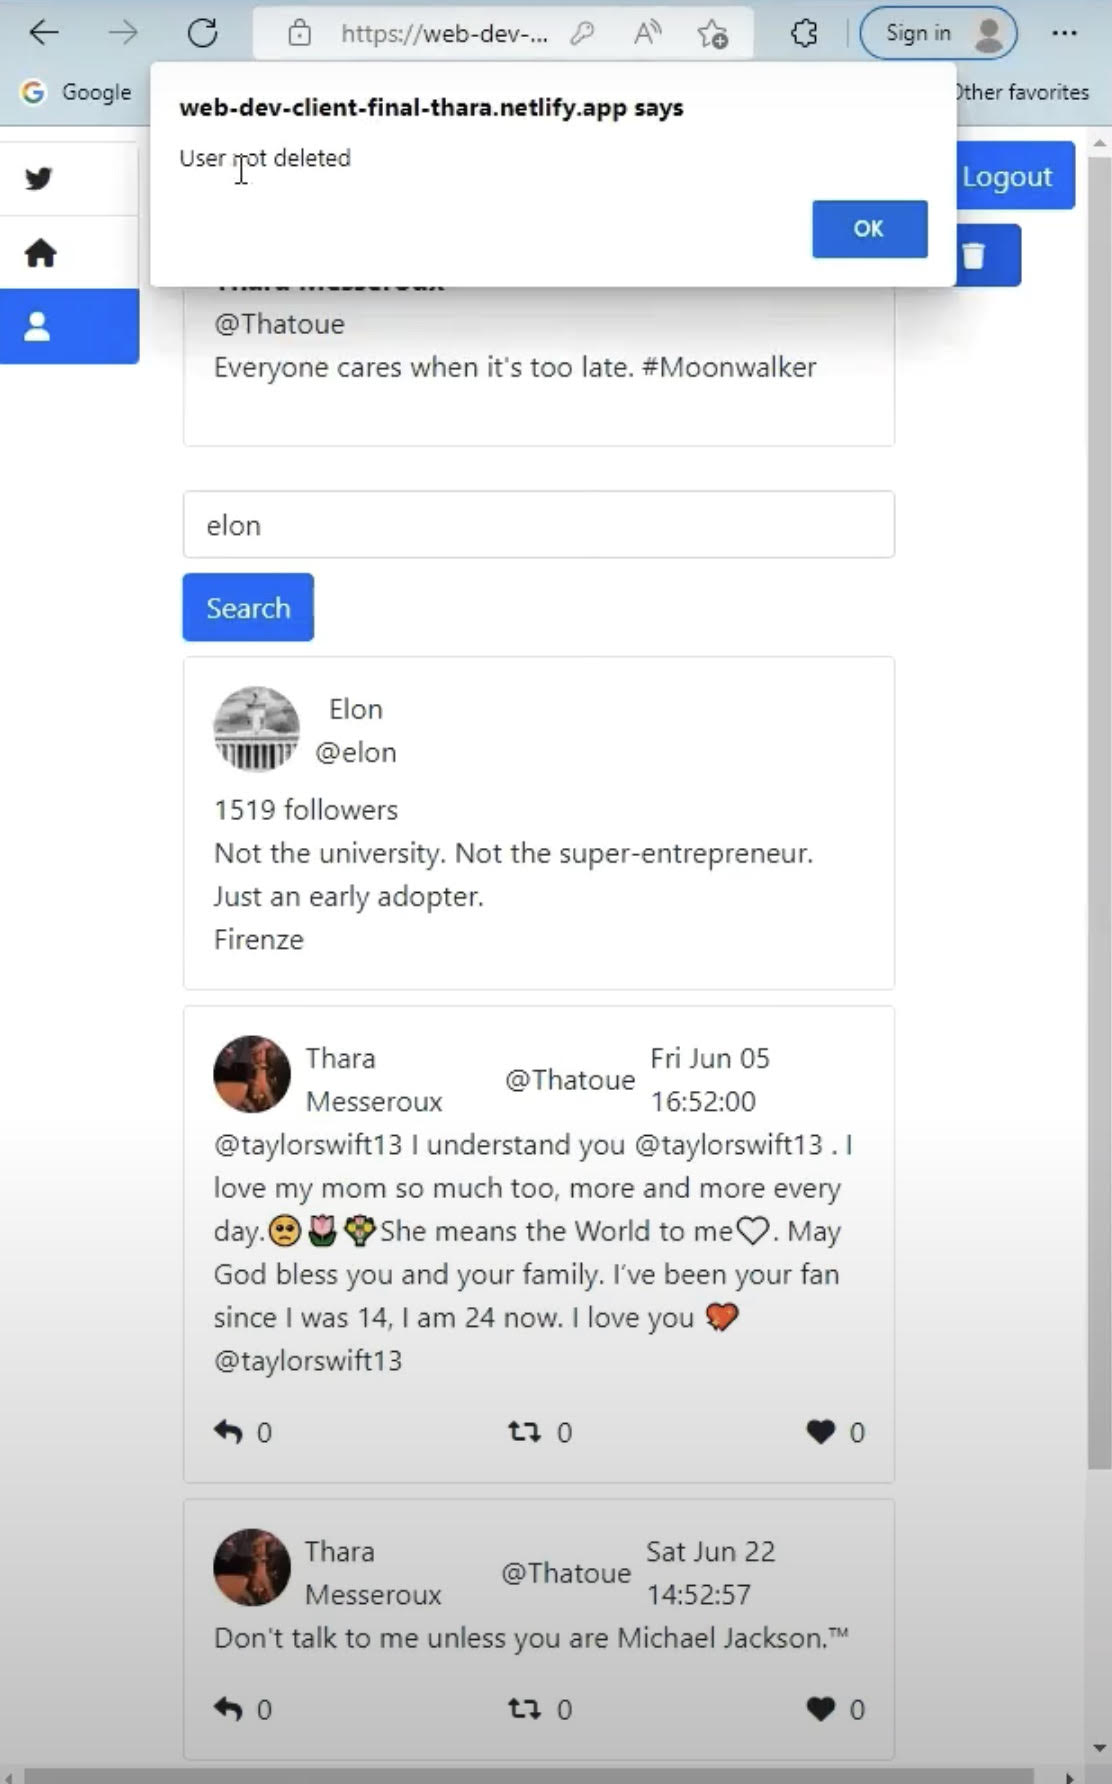 https://web-dev-...
Sign in
Google
Other favorites
web-dev-client-final-thara.netlify.app says
User not deleted
OK
Logout
Thara Messeroux
@Thatoue
Everyone cares when it's too late. #Moonwalker
elon
Search
Elon
@elon
1519 followers
Not the university. Not the super-entrepreneur.
Just an early adopter.
Firenze
Thara
Messeroux
@Thatoue
Fri Jun 05
16:52:00
@taylorswift13 I understand you @taylorswift13 . I
love my mom so much too, more and more every
day.🥺🌷💐She means the World to me♡. May
God bless you and your family. I’ve been your fan
since I was 14, I am 24 now. I love you 💖
@taylorswift13
0
0
0
Thara
Messeroux
@Thatoue
Sat Jun 22
14:52:57
Don't talk to me unless you are Michael Jackson.™
0
0
0